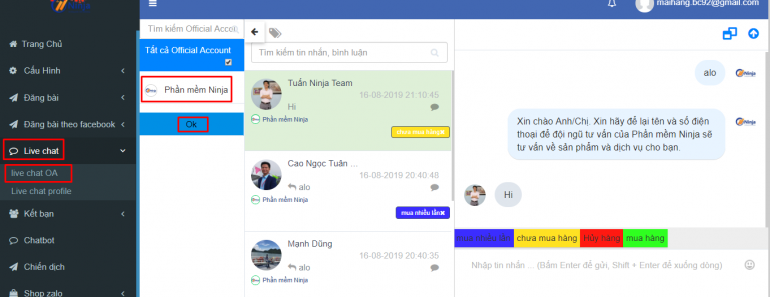 maihang.bc92@gmail.com
Trang Chủ
Cấu Hình
Đăng bài
Đăng bài theo facebook
Live chat
live chat OA
Live chat profile
Kết bạn
Chatbot
Chiến dịch
Shop zalo
Tìm kiếm Official Accou
Tất cả Official Account
Phần mềm Ninja
Ok
Tìm kiếm tin nhắn, bình luận
Tuấn Ninja Team
16-08-2019 21:10:45
Hi
Phần mềm Ninja
chưa mua hàng×
Cao Ngọc Tuân ...
16-08-2019 20:40:48
alo
Phần mềm Ninja
mua nhiều lần×
Mạnh Dũng
16-08-2019 20:40:35
alo
Phần mềm Ninja
alo
Ninja
Xin chào Anh/Chị. Xin hãy để lại tên và số điện
thoại để đội ngũ tư vấn của Phần mềm Ninja sẽ
tư vấn về sản phẩm và dịch vụ cho bạn.
Ninja
Hi
mua nhiều lần chưa mua hàng Hủy hàng mua hàng
Nhập tin nhắn ... (Bấm Enter để gửi, Shift + Enter để xuống dòng)